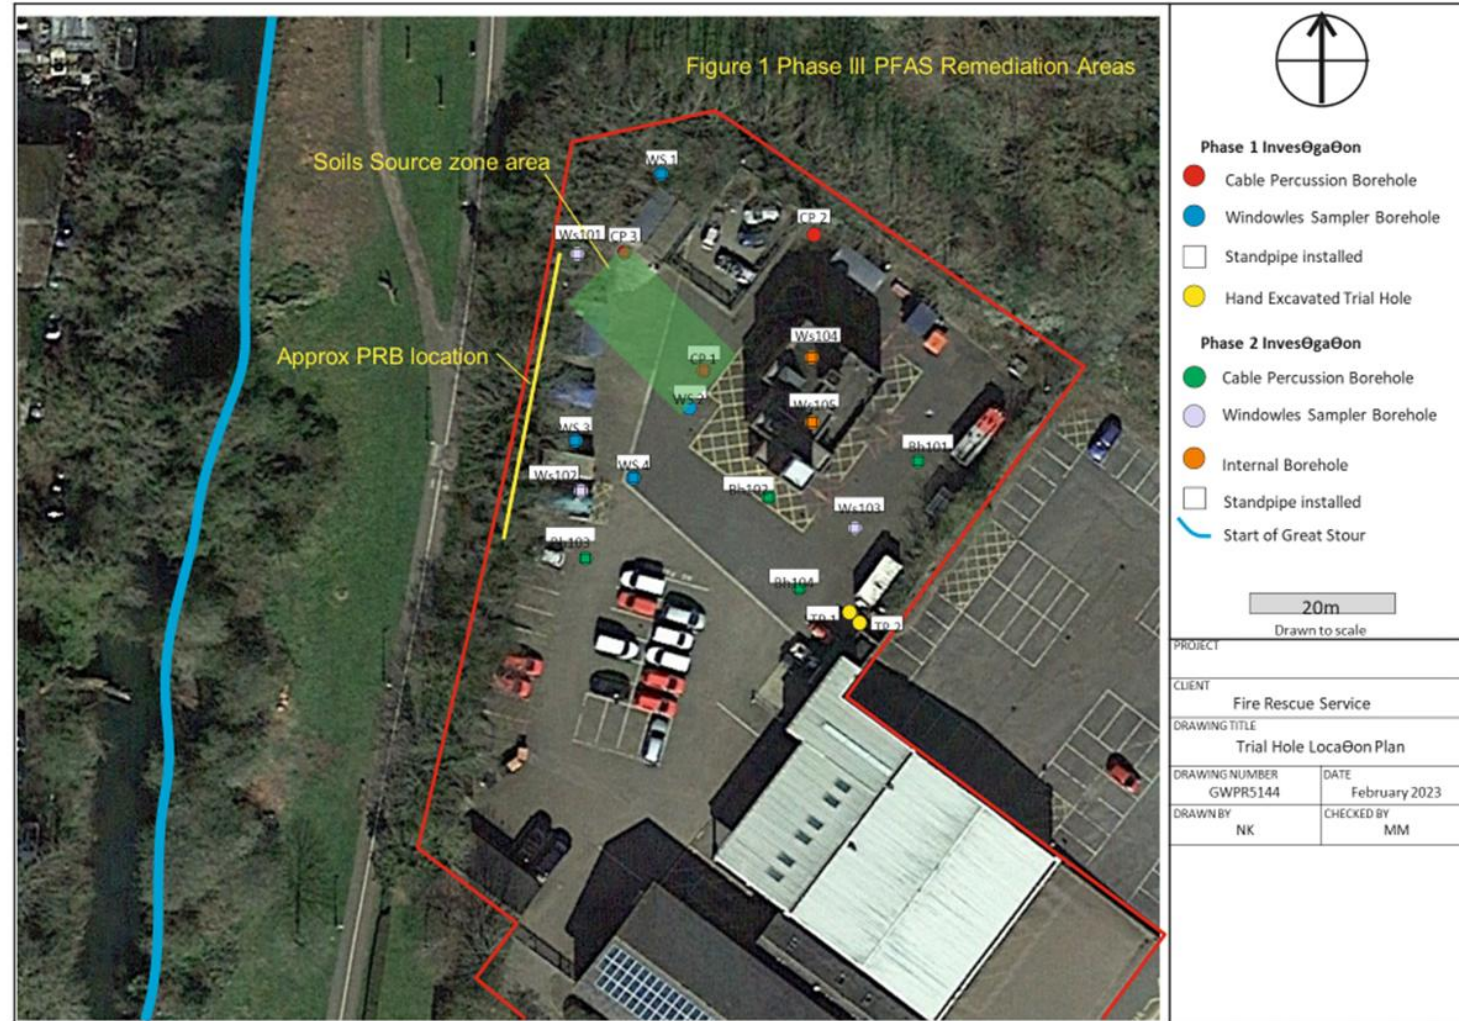 Figure 1 Phase III PFAS Remediation Areas
Soils Source zone area
Approx PRB location
WS 1
Ws101
CP 3
CP 2
Ws104
CP 1
WS 2
Ws105
WS 3
WS 4
Ws102
Bh101
Bh102
Ws103
Bh103
Bh104
TP 1
TP 2
Phase 1 InvesƟgaƟon
Cable Percussion Borehole
Windowles Sampler Borehole
Standpipe installed
Hand Excavated Trial Hole
Phase 2 InvesƟgaƟon
Cable Percussion Borehole
Windowles Sampler Borehole
Internal Borehole
Standpipe installed
Start of Great Stour
20m
Drawn to scale
PROJECT
CLIENT
Fire Rescue Service
DRAWING TITLE
Trial Hole LocaƟon Plan
DRAWING NUMBER
GWPR5144
DATE
February 2023
DRAWN BY
NK
CHECKED BY
MM